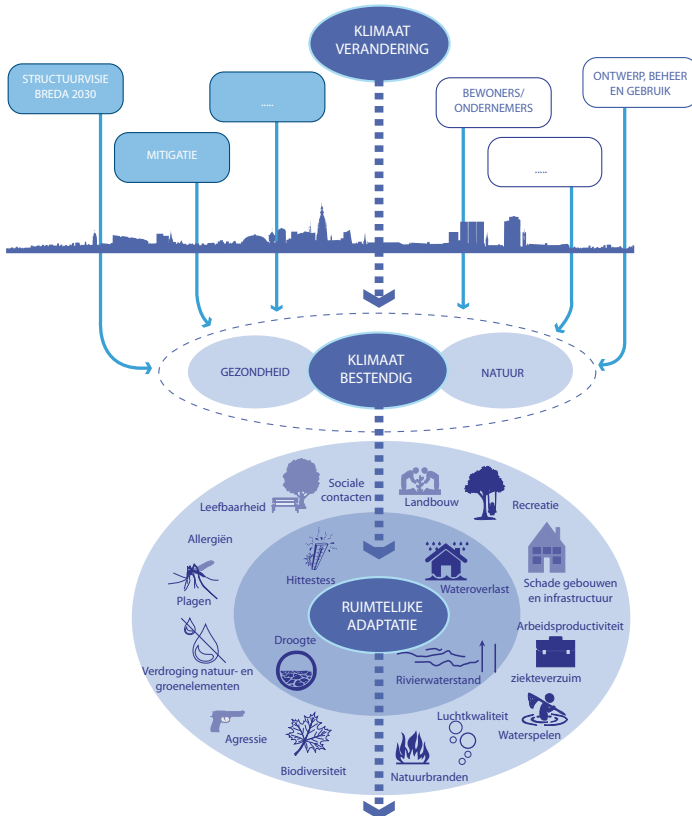 KLIMAAT
VERANDERING
STRUCTUURVISIE
BREDA 2030
.....
BEWONERS/
ONDERNEMERS
ONTWERP, BEHEER
EN GEBRUIK
MITIGATIE
.....
GEZONDHEID
KLIMAAT
BESTENDIG
NATUUR
Sociale
contacten
Leefbaarheid
Landbouw
Recreatie
Allergiën
Hittestess
Wateroverlast
Schade gebouwen
en infrastructuur
Plagen
RUIMTELIJKE
ADAPTATIE
Arbeidsproductiviteit
Droogte
Verdroging natuur- en
groenelementen
Rivierwaterstand
ziekteverzuim
Agressie
Luchtkwaliteit
Waterspelen
Biodiversiteit
Natuurbranden